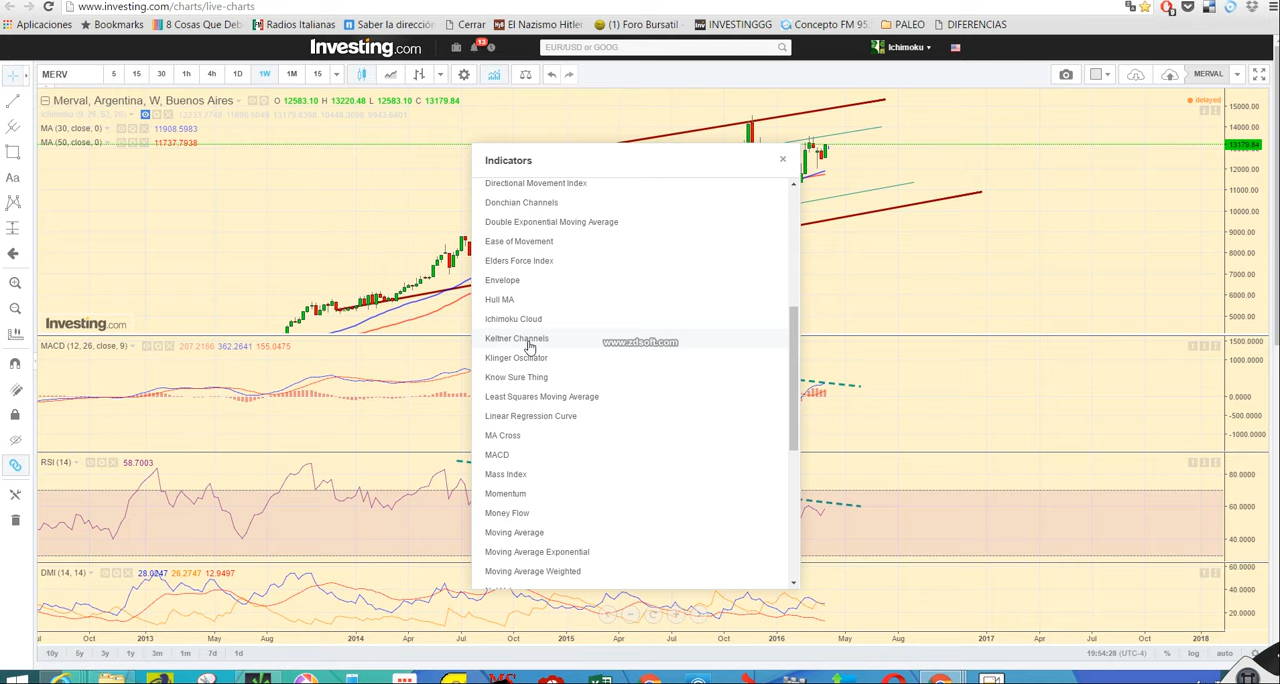 www.investing.com/charts/live-charts
Aplicaciones Bookmarks 8 Cosas Que Deb Radios Italianas Saber la direcciór Cerrar El Nazismo Hitler (1) Foro Bursatil - INVESTINGGG Concepto FM 95. PALEO DIFERENCIAS
Investing.com 13 EUR/USD or GOOG Ichimoku
MERV 5 15 30 1h 4h 1D 1W 1M 15 MERVAL
Merval, Argentina, W, Buenos Aires O 12583.10 H 13220.48 L 12583.10 C 13179.84
delayed
MA (30, close, 0) 11908.5983
MA (50, close, 0) 11737.7938
15000.00
14000.00
13179.84
12000.00
11000.00
10000.00
9000.00
8000.00
7000.00
6000.00
5000.00
Investing.com
Indicators
Directional Movement Index
Donchian Channels
Double Exponential Moving Average
Ease of Movement
Elders Force Index
Envelope
Hull MA
Ichimoku Cloud
Keltner Channels
www.zdsoft.com
Klinger Oscillator
Know Sure Thing
Least Squares Moving Average
Linear Regression Curve
MA Cross
MACD
Mass Index
Momentum
Money Flow
Moving Average
Moving Average Exponential
Moving Average Weighted
MACD (12, 26, close, 9) 207.2166 362.2641 155.0475
1500.0000
1000.0000
0.0000
-500.0000
-1000.0000
RSI (14) 58.7003
80.0000
60.0000
40.0000
DMI (14, 14) 28.0247 26.2747 12.9497
60.0000
40.0000
20.0000
Oct 2013 May Aug 2014 Apr Jul Oct 2015 Apr Aug Oct 2016 May Aug 2017 Apr Jul Oct 2018
10y 5y 3y 1y 3m 1m 7d 1d 19:54:28 (UTC-4) % log auto